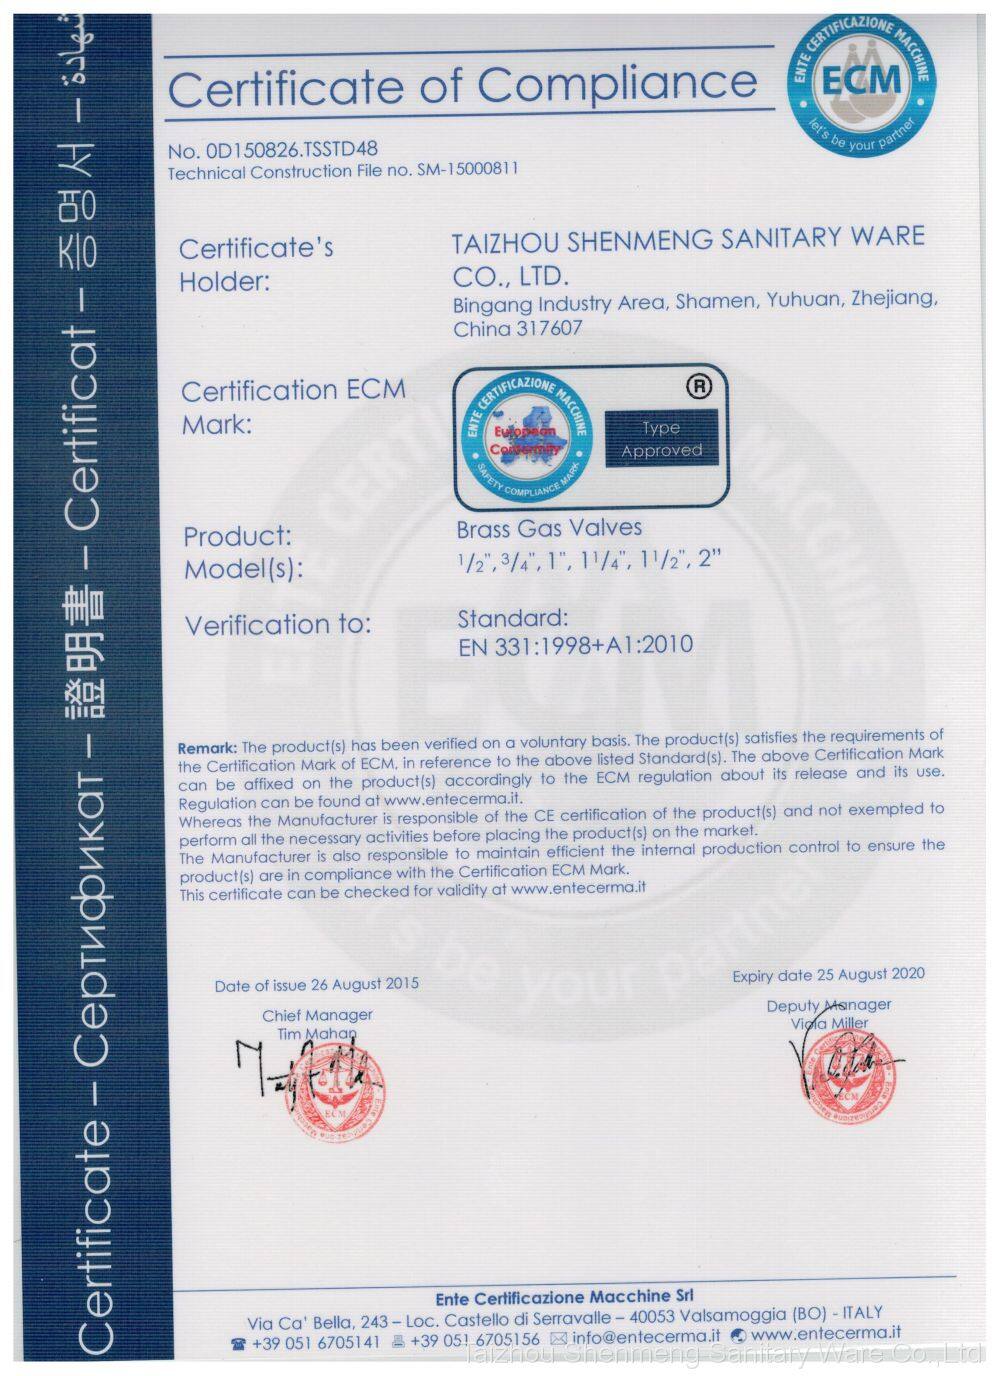 Certificate of Compliance
ENTE CERTIFICAZIONE MACCHINE
ECM
let's be your partner
No. 0D150826.TSSTD48
Technical Construction File no. SM-15000811
Certificate's
Holder:
TAIZHOU SHENMENG SANITARY WARE
CO., LTD.
Bingang Industry Area, Shamen, Yuhuan, Zhejiang,
China 317607
Certification ECM
Mark:
ENTE CERTIFICAZIONE MACCHINE
European
Conformity
SAFETY COMPLIANCE MARK
®
Type
Approved
Product:
Brass Gas Valves
Model(s):
1/2", 3/4", 1", 1 1/4", 1 1/2", 2"
Verification to:
Standard:
EN 331:1998+A1:2010
Remark: The product(s) has been verified on a voluntary basis. The product(s) satisfies the requirements of
the Certification Mark of ECM, in reference to the above listed Standard(s). The above Certification Mark
can be affixed on the product(s) accordingly to the ECM regulation about its release and its use.
Regulation can be found at www.entecerma.it.
Whereas the Manufacturer is responsible of the CE certification of the product(s) and not exempted to
perform all the necessary activities before placing the product(s) on the market.
The Manufacturer is also responsible to maintain efficient the internal production control to ensure the
product(s) are in compliance with the Certification ECM Mark.
This certificate can be checked for validity at www.entecerma.it
Date of issue 26 August 2015
Expiry date 25 August 2020
Chief Manager
Tim Mahan
Deputy Manager
Viola Miller
ECM
ECM
Ente Certificazione Macchine Srl
Via Ca' Bella, 243 – Loc. Castello di Serravalle – 40053 Valsamoggia (BO) - ITALY
☎ +39 051 6705141 +39 051 6705156 ✉ info@entecerma.it www.entecerma.it
Taizhou Shenmeng Sanitary Ware Co.,Ltd
Certificate – Сертификат – 證明書 – Certificat – 증명서 – شهادة